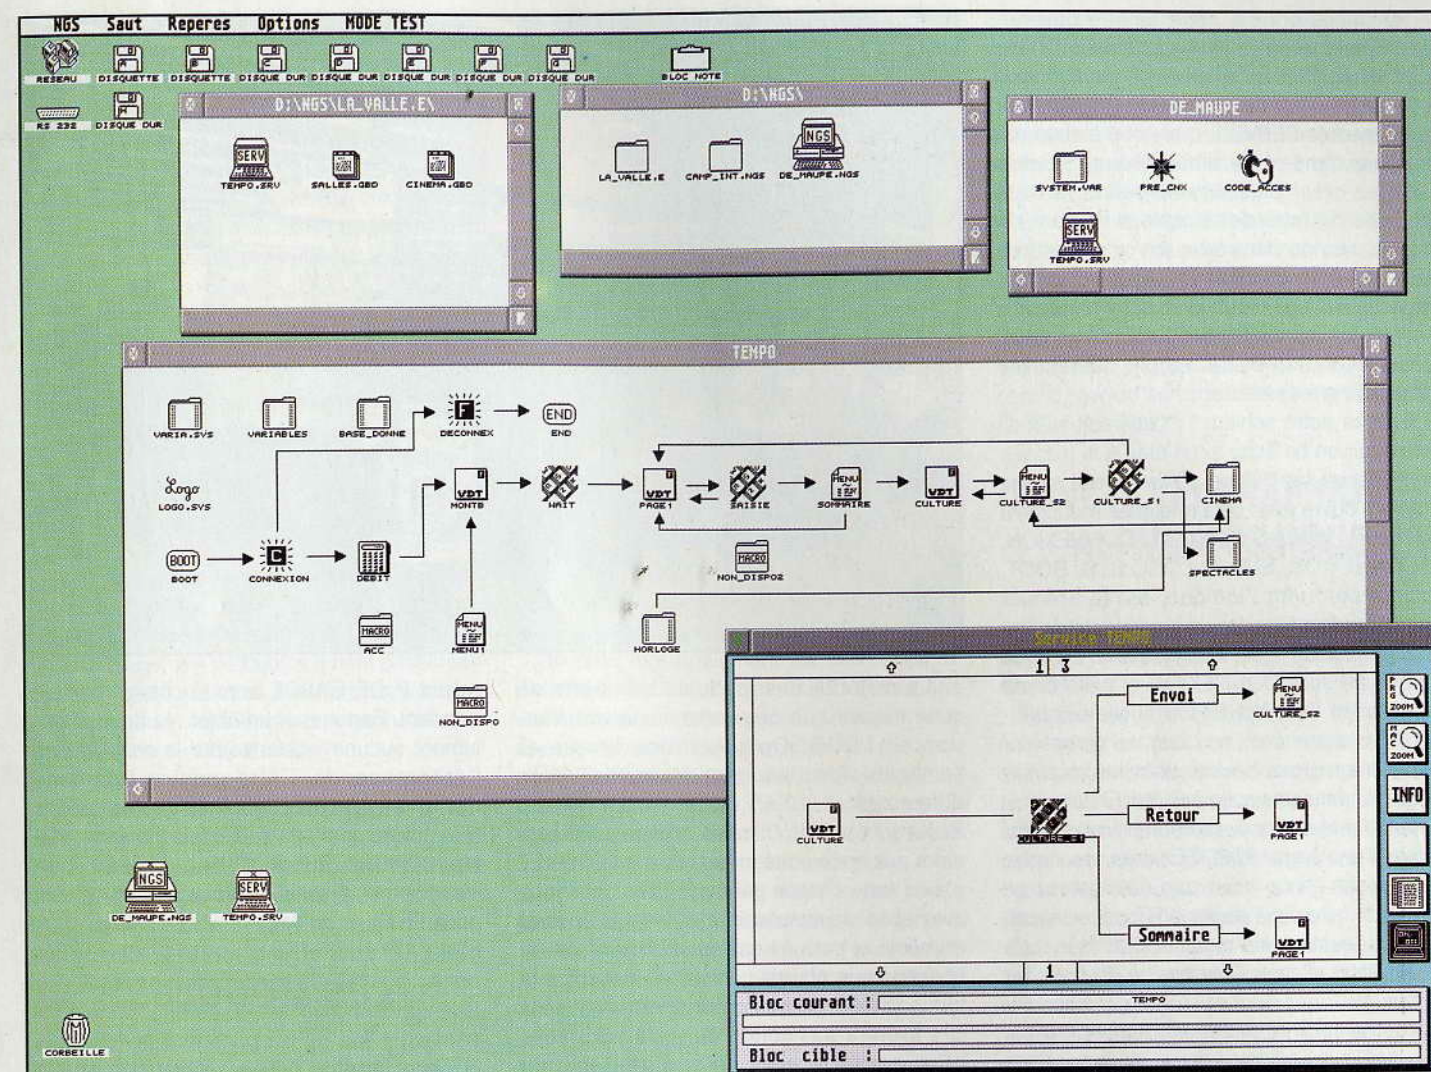 NGS Saut Reperes Options MODE TEST
RESEAU
A
DISQUETTE
B
DISQUETTE
C
DISQUE DUR
D
DISQUE DUR
E
DISQUE DUR
F
DISQUE DUR
G
DISQUE DUR
BLOC NOTE
RS 232
H
DISQUE DUR
D:\NGS\LA_VALLE.E\
SERV
TEMPO.SRV
SALLES.GBD
CINEMA.GBD
D:\NGS\
LA_VALLE.E
CAMP_INT.NGS
NGS
DE_MAUPE.NGS
DE_MAUPE
SYSTEM.VAR
PRE_CNX
CODE_ACCES
SERV
TEMPO.SRV
TEMPO
VARIA.SYS
VARIABLES
BASE_DONNE
F
DECONNEX
END
END
Logo
LOGO.SYS
VDT
MONTB
WAIT
VDT
PAGE1
SAISIE
MENU
SOMMAIRE
VDT
CULTURE
MENU
CULTURE_S2
CULTURE_S1
CINEMA
BOOT
BOOT
C
CONNEXION
DEBIT
MACRO
NON_DISPO2
SPECTACLES
MACRO
ACC
MENU
MENU1
HORLOGE
MACRO
NON_DISPO
Service TEMPO
1 3
Envoi
MENU
CULTURE_S2
VDT
CULTURE
CULTURE_S1
Retour
VDT
PAGE1
Sommaire
VDT
PAGE1
1
PRG
ZOOM
MAC
ZOOM
INFO
Bloc courant :
TEMPO
Bloc cible :
NGS
DE_MAUPE.NGS
SERV
TEMPO.SRV
CORBEILLE